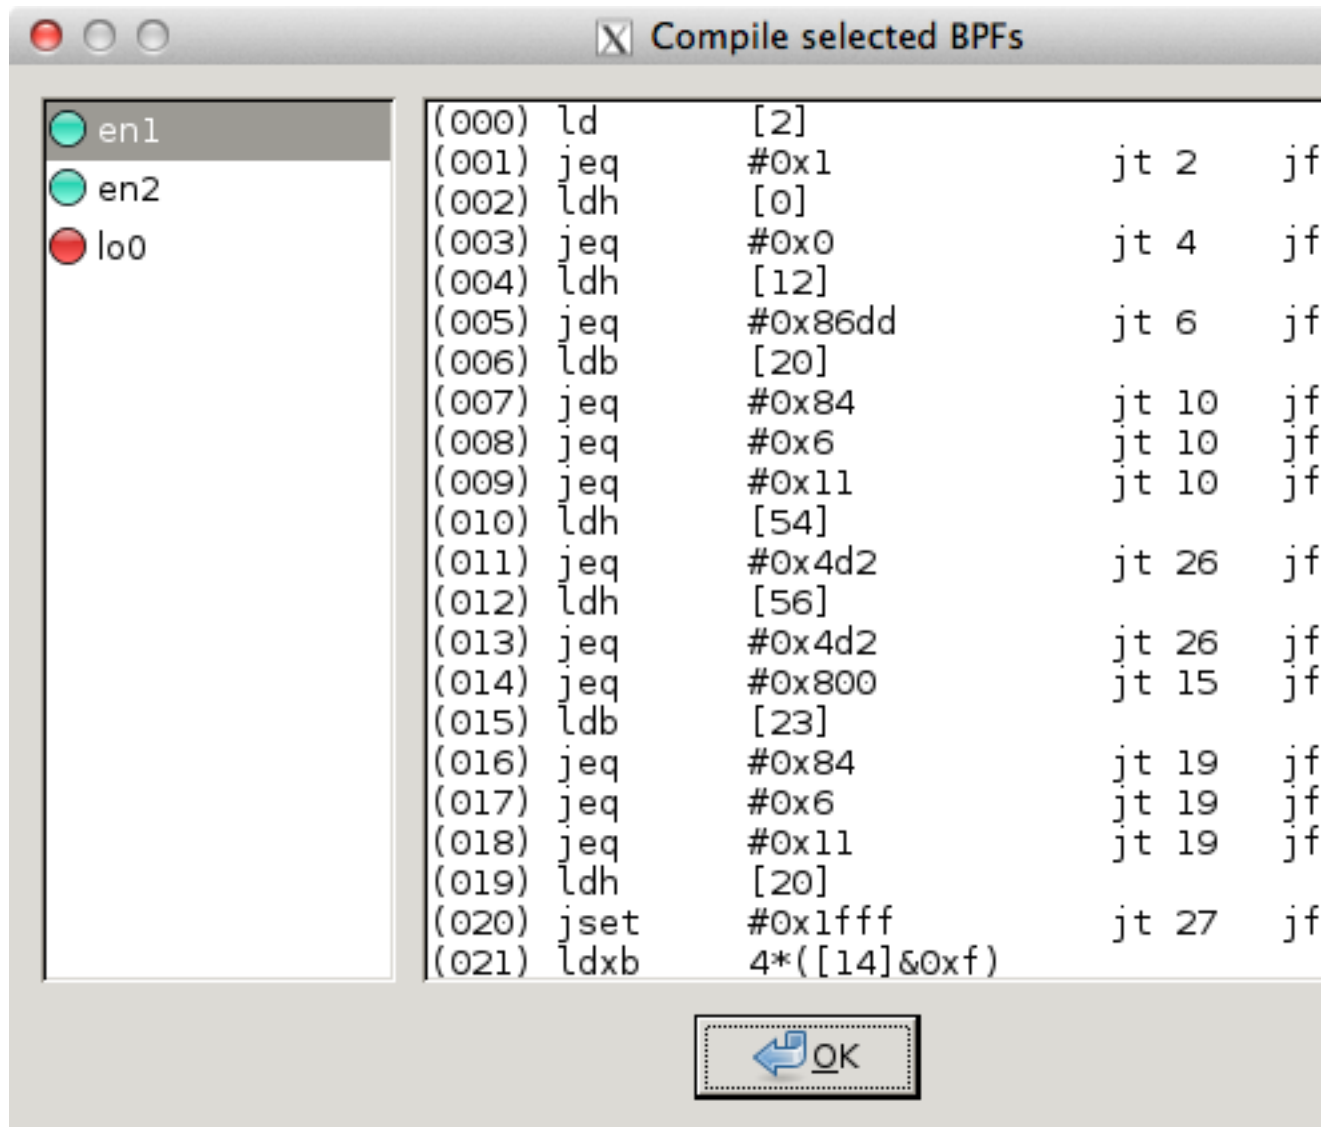 Compile selected BPFs
en1
en2
lo0
(000) ld [2]
(001) jeq #0x1 jt 2 jf
(002) ldh [0]
(003) jeq #0x0 jt 4 jf
(004) ldh [12]
(005) jeq #0x86dd jt 6 jf
(006) ldb [20]
(007) jeq #0x84 jt 10 jf
(008) jeq #0x6 jt 10 jf
(009) jeq #0x11 jt 10 jf
(010) ldh [54]
(011) jeq #0x4d2 jt 26 jf
(012) ldh [56]
(013) jeq #0x4d2 jt 26 jf
(014) jeq #0x800 jt 15 jf
(015) ldb [23]
(016) jeq #0x84 jt 19 jf
(017) jeq #0x6 jt 19 jf
(018) jeq #0x11 jt 19 jf
(019) ldh [20]
(020) jset #0x1fff jt 27 jf
(021) ldxb 4*([14]&0xf)
OK